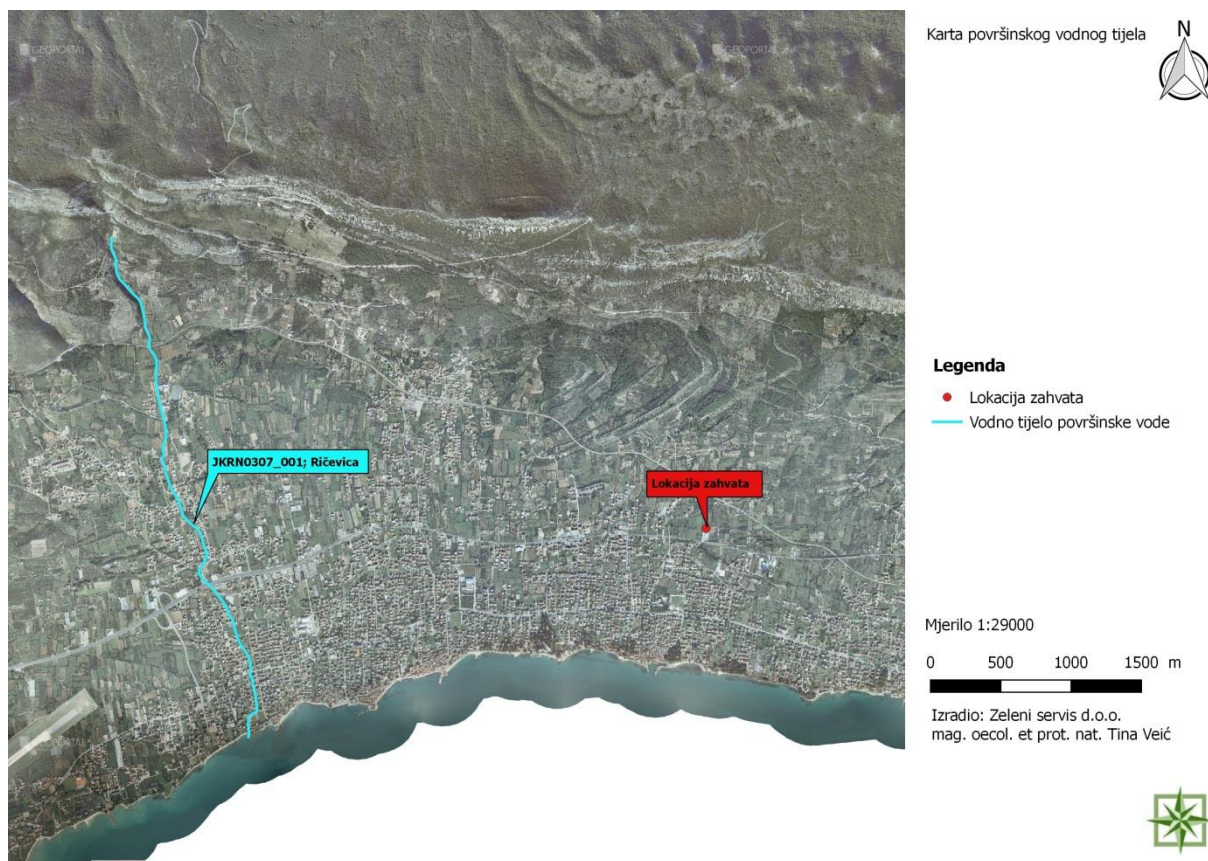 Karta površinskog vodnog tijela
N
GEOPORTAL
GEOPORTAL
JKRN0307_001; Ričevica
Lokacija zahvata
Legenda
Lokacija zahvata
Vodno tijelo površinske vode
Mjerilo 1:29000
0 500 1000 1500 m
Izradio: Zeleni servis d.o.o.
mag. oecol. et prot. nat. Tina Veić